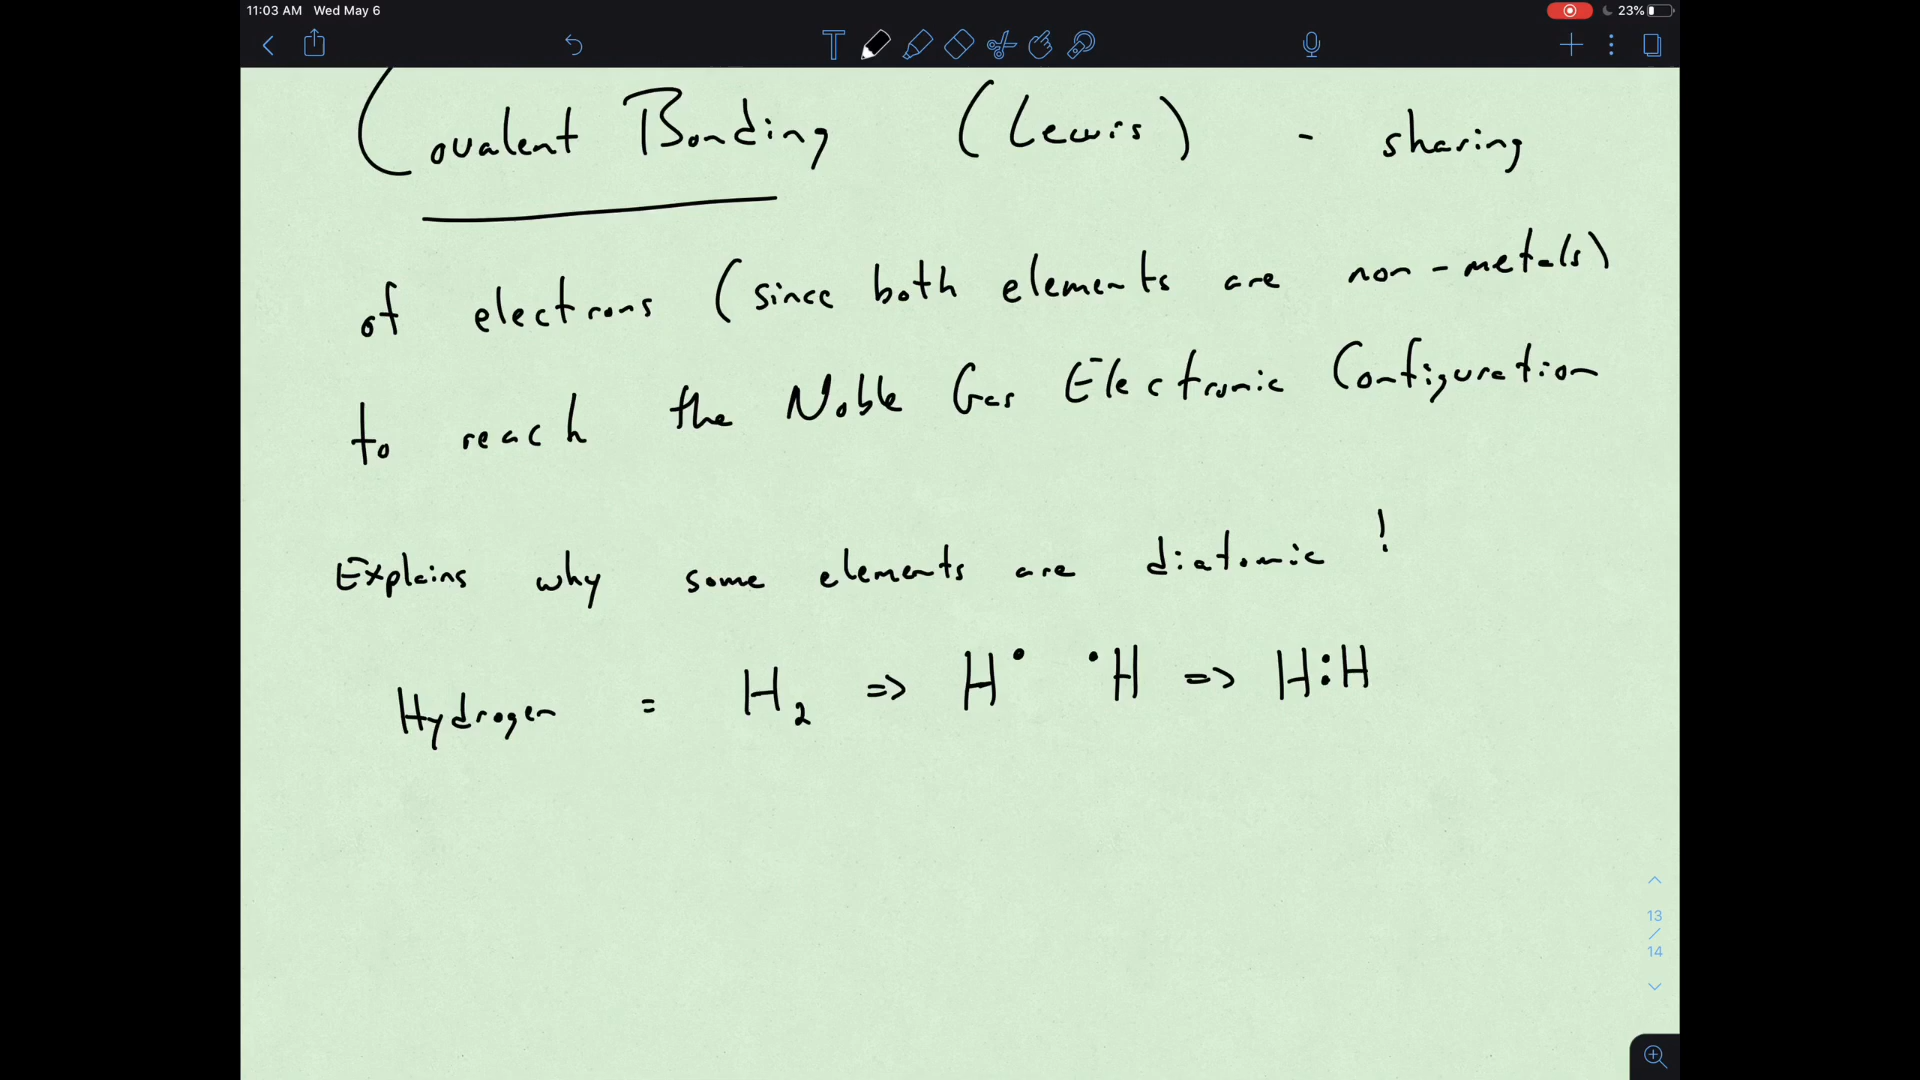 11:03 AM Wed May 6
23%
Covalent Bonding (Lewis) - sharing
of electrons (since both elements are non-metals)
to reach the Noble Gas Electronic Configuration
Explains why some elements are diatomic !
Hydrogen = H₂ => H• •H => H:H
13
/
14